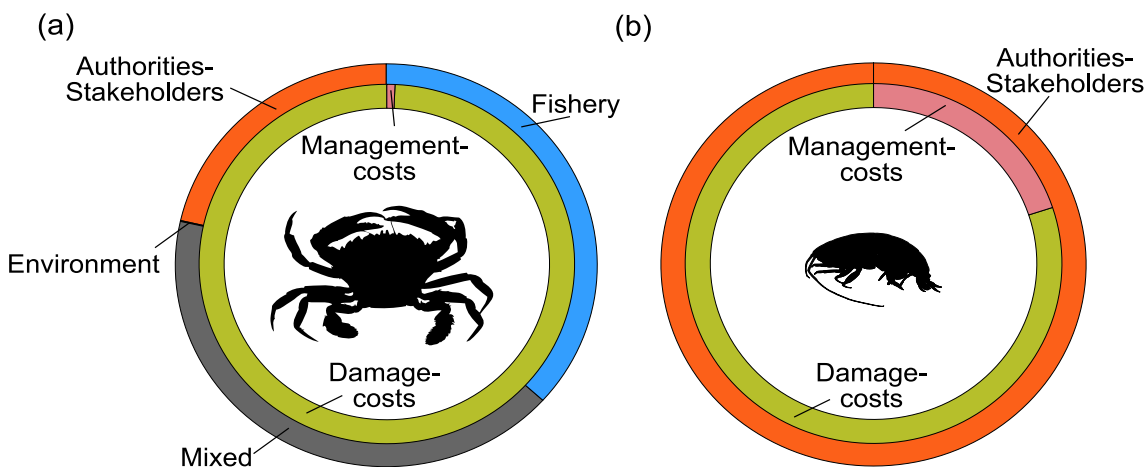 (a)
Authorities-
Stakeholders
Fishery
Management-
costs
Environment
Damage-
costs
Mixed
(b)
Authorities-
Stakeholders
Management-
costs
Damage-
costs